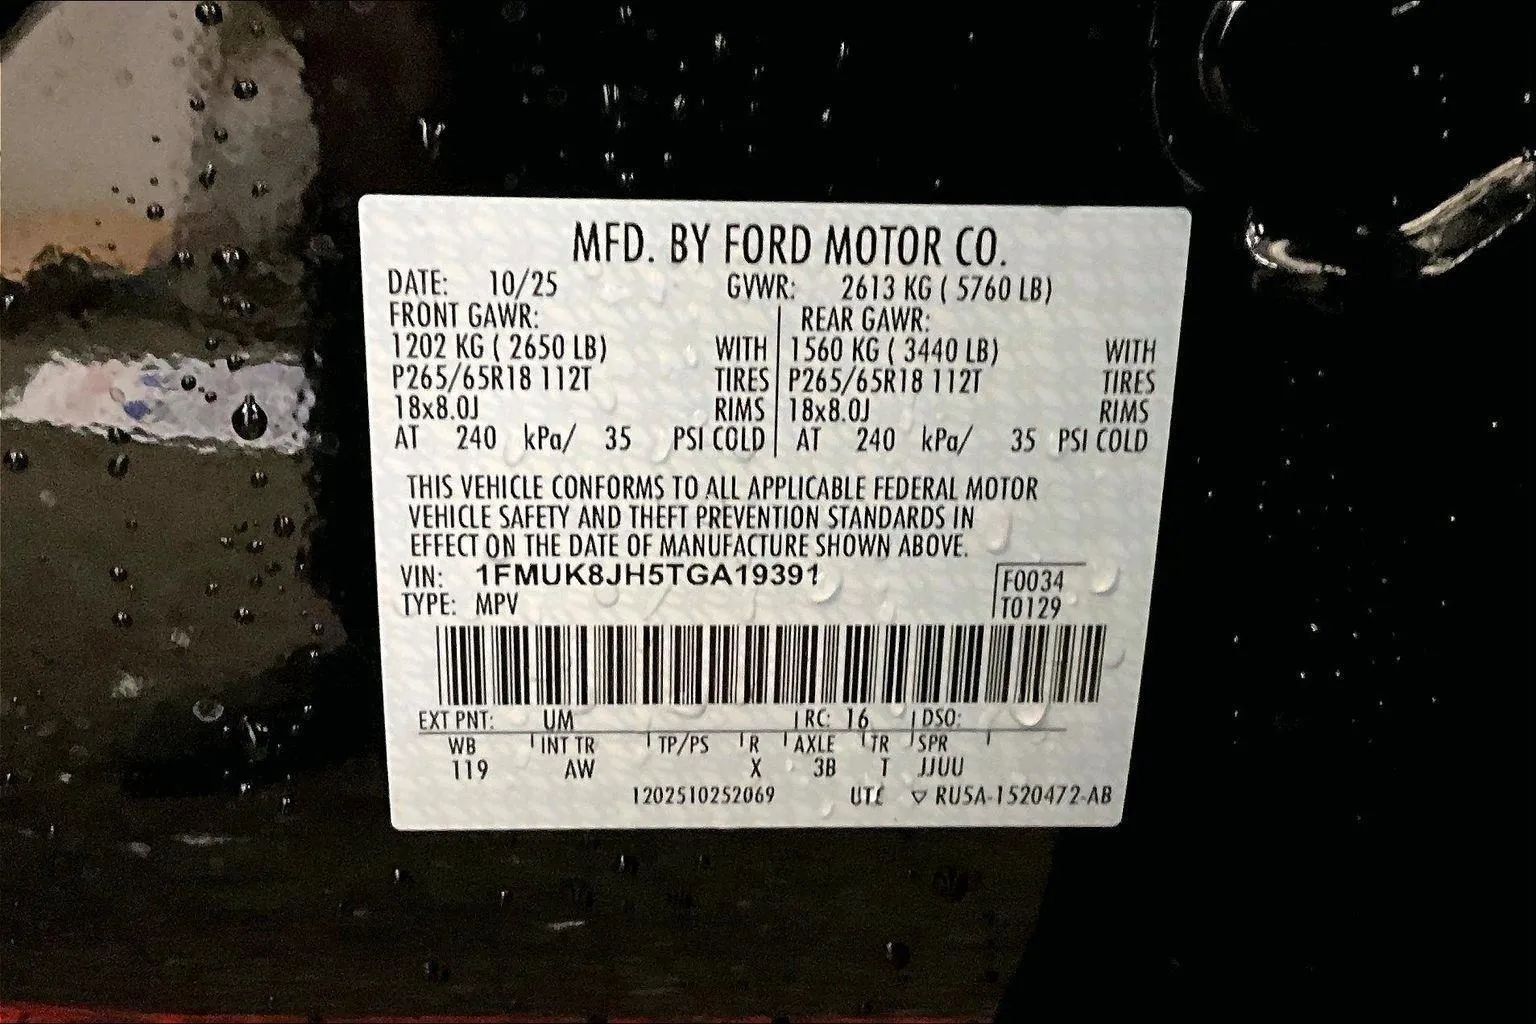 MFD. BY FORD MOTOR CO.
DATE: 10/25 GVWR: 2613 KG ( 5760 LB)
FRONT GAWR: REAR GAWR:
1202 KG ( 2650 LB) WITH 1560 KG ( 3440 LB) WITH
P265/65R18 112T TIRES P265/65R18 112T TIRES
18x8.0J RIMS 18x8.0J RIMS
AT 240 kPa/ 35 PSI COLD AT 240 kPa/ 35 PSI COLD
THIS VEHICLE CONFORMS TO ALL APPLICABLE FEDERAL MOTOR
VEHICLE SAFETY AND THEFT PREVENTION STANDARDS IN
EFFECT ON THE DATE OF MANUFACTURE SHOWN ABOVE.
VIN: 1FMUK8JH5TGA19391 F0034
TYPE: MPV T0129
EXT PNT: UM RC: 16 DSO:
WB INT TR TP/PS R AXLE TR SPR
119 AW X 3B T JJUU
1202510252069 UTC ▽ RU5A-1520472-AB